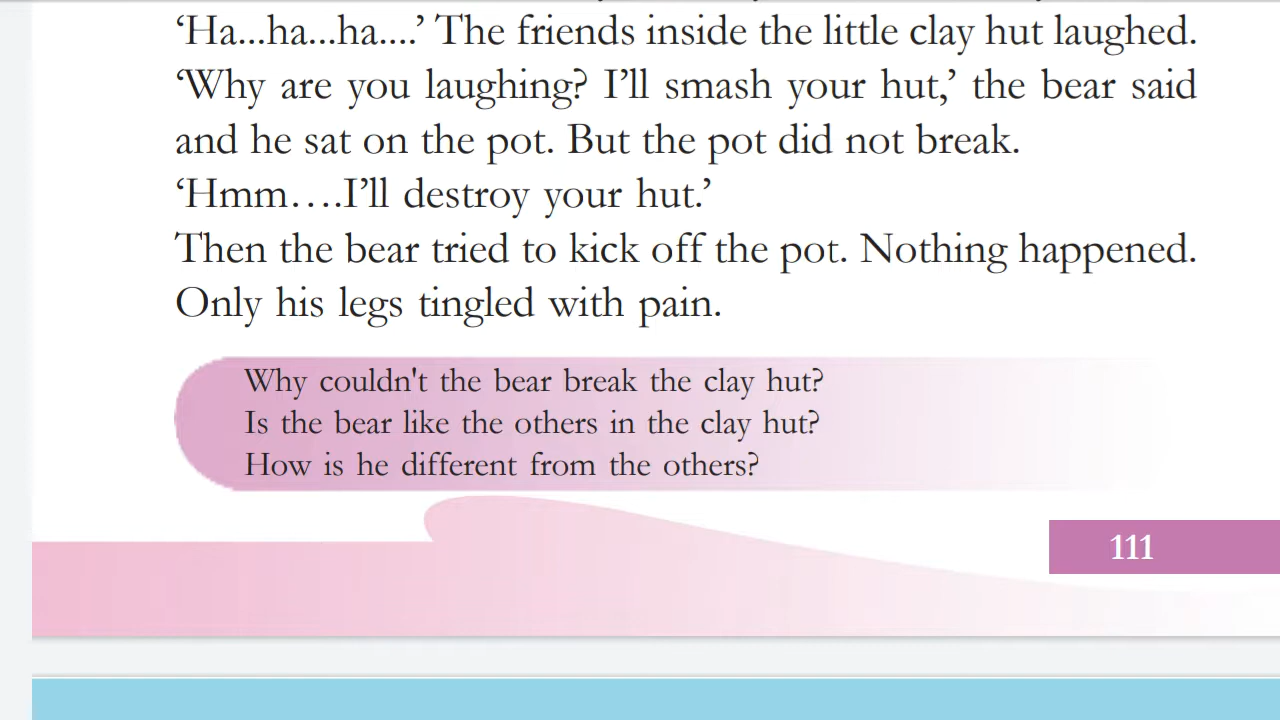 ‘Ha...ha...ha....’ The friends inside the little clay hut laughed.
‘Why are you laughing? I’ll smash your hut,’ the bear said
and he sat on the pot. But the pot did not break.
‘Hmm….I’ll destroy your hut.’
Then the bear tried to kick off the pot. Nothing happened.
Only his legs tingled with pain.
Why couldn't the bear break the clay hut?
Is the bear like the others in the clay hut?
How is he different from the others?
111